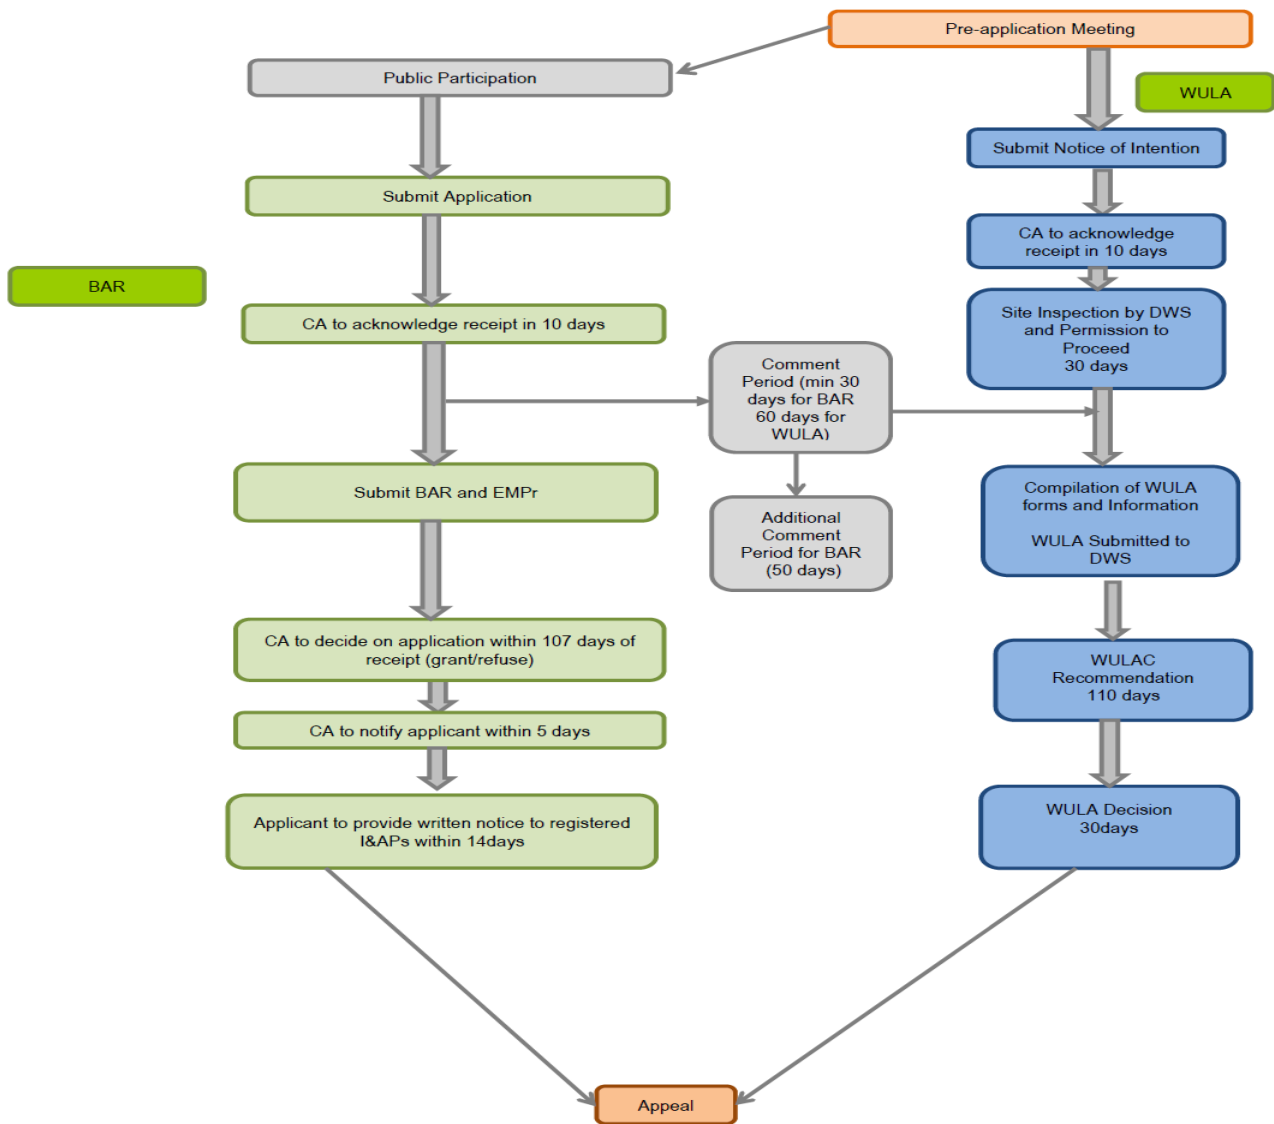 Pre-application Meeting
Public Participation
WULA
Submit Notice of Intention
Submit Application
CA to acknowledge
receipt in 10 days
BAR
CA to acknowledge receipt in 10 days
Site Inspection by DWS
and Permission to
Proceed
30 days
Comment
Period (min 30
days for BAR
60 days for
WULA)
Submit BAR and EMPr
Additional
Comment
Period for BAR
(50 days)
Compilation of WULA
forms and Information
WULA Submitted to
DWS
CA to decide on application within 107 days of
receipt (grant/refuse)
WULAC
Recommendation
110 days
CA to notify applicant within 5 days
Applicant to provide written notice to registered
I&APs within 14days
WULA Decision
30days
Appeal